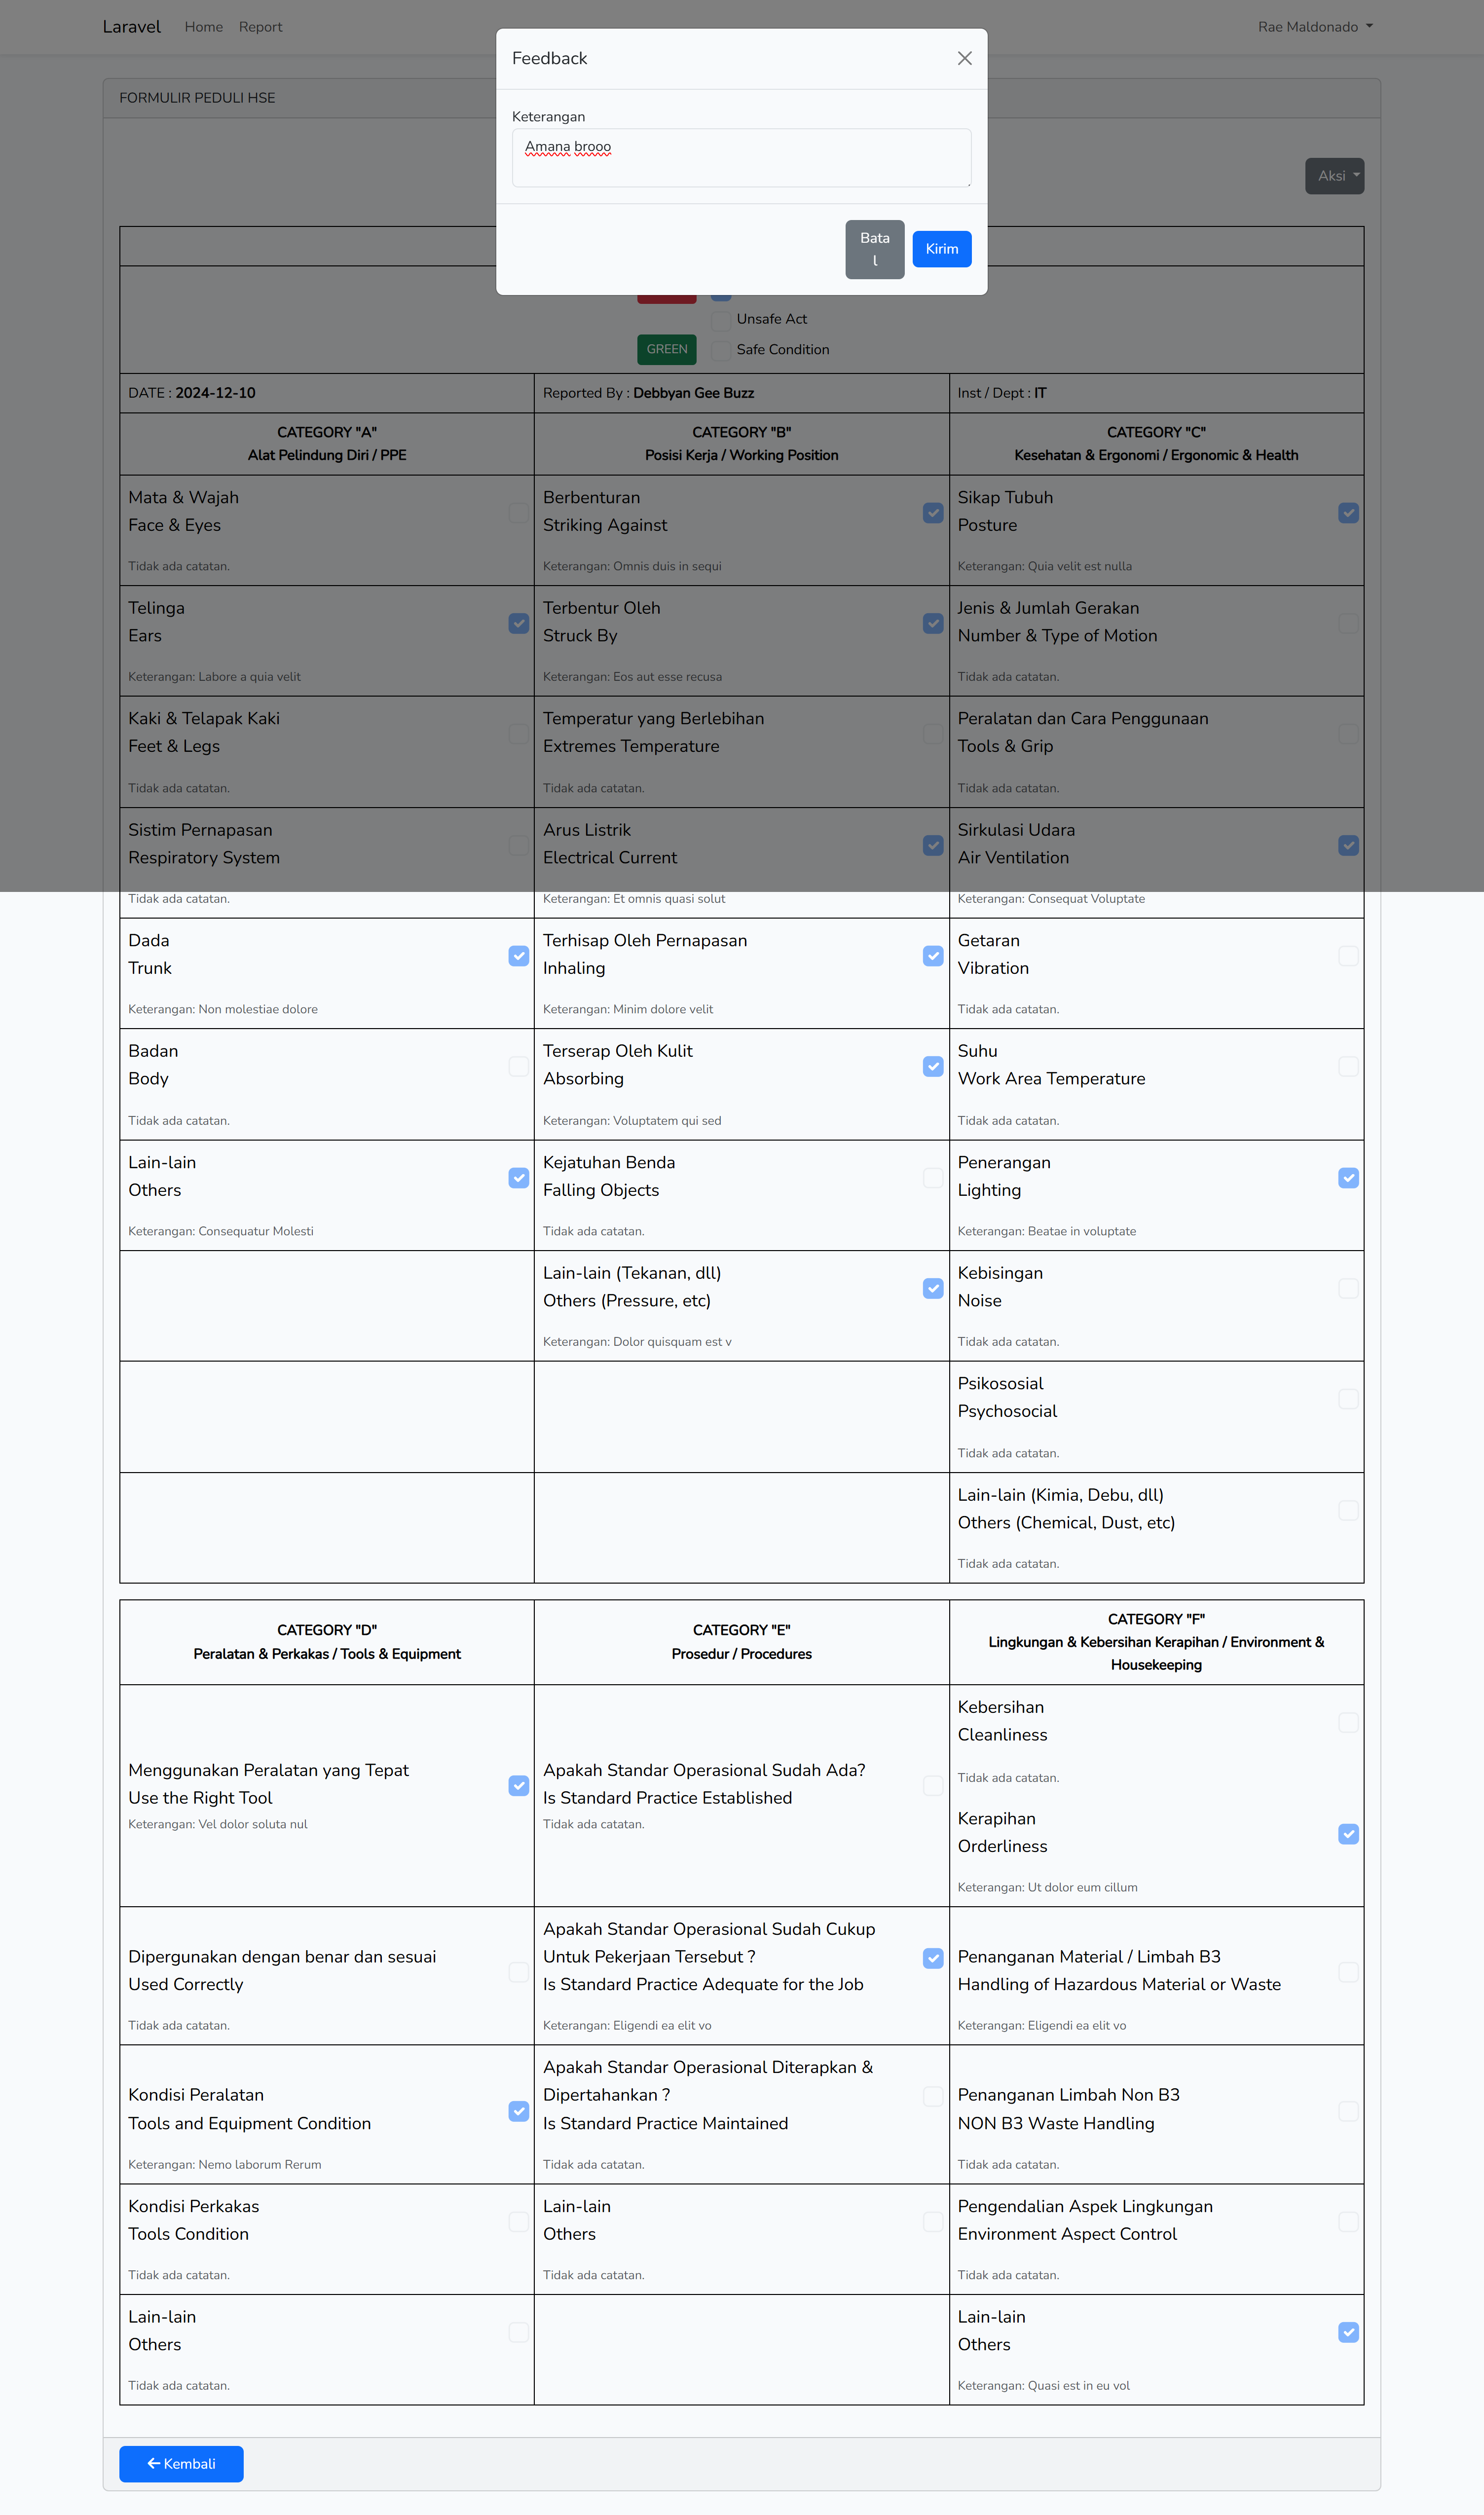 Laravel Home Report Rae Maldonado
Feedback
FORMULIR PEDULI HSE
Keterangan
Amana brooo
Aksi
Bata
l
Kirim
Unsafe Act
GREEN Safe Condition
DATE : 2024-12-10 Reported By : Debbyan Gee Buzz Inst / Dept : IT
CATEGORY "A" CATEGORY "B" CATEGORY "C"
Alat Pelindung Diri / PPE Posisi Kerja / Working Position Kesehatan & Ergonomi / Ergonomic & Health
Mata & Wajah Berbenturan Sikap Tubuh
Face & Eyes Striking Against Posture
Tidak ada catatan. Keterangan: Omnis duis in sequi Keterangan: Quia velit est nulla
Telinga Terbentur Oleh Jenis & Jumlah Gerakan
Ears Struck By Number & Type of Motion
Keterangan: Labore a quia velit Keterangan: Eos aut esse recusa Tidak ada catatan.
Kaki & Telapak Kaki Temperatur yang Berlebihan Peralatan dan Cara Penggunaan
Feet & Legs Extremes Temperature Tools & Grip
Tidak ada catatan. Tidak ada catatan. Tidak ada catatan.
Sistim Pernapasan Arus Listrik Sirkulasi Udara
Respiratory System Electrical Current Air Ventilation
Tidak ada catatan. Keterangan: Et omnis quasi solut Keterangan: Consequat Voluptate
Dada Terhisap Oleh Pernapasan Getaran
Trunk Inhaling Vibration
Keterangan: Non molestiae dolore Keterangan: Minim dolore velit Tidak ada catatan.
Badan Terserap Oleh Kulit Suhu
Body Absorbing Work Area Temperature
Tidak ada catatan. Keterangan: Voluptatem qui sed Tidak ada catatan.
Lain-lain Kejatuhan Benda Penerangan
Others Falling Objects Lighting
Keterangan: Consequatur Molesti Tidak ada catatan. Keterangan: Beatae in voluptate
Lain-lain (Tekanan, dll) Kebisingan
Others (Pressure, etc) Noise
Keterangan: Dolor quisquam est v Tidak ada catatan.
Psikososial
Psychosocial
Tidak ada catatan.
Lain-lain (Kimia, Debu, dll)
Others (Chemical, Dust, etc)
Tidak ada catatan.
CATEGORY "D"
Peralatan & Perkakas / Tools & Equipment
CATEGORY "E"
Prosedur / Procedures
CATEGORY "F"
Lingkungan & Kebersihan Kerapihan / Environment &
Housekeeping
Menggunakan Peralatan yang Tepat
Use the Right Tool
Keterangan: Vel dolor soluta nul
Apakah Standar Operasional Sudah Ada?
Is Standard Practice Established
Tidak ada catatan.
Kebersihan
Cleanliness
Tidak ada catatan.
Kerapihan
Orderliness
Keterangan: Ut dolor eum cillum
Dipergunakan dengan benar dan sesuai
Used Correctly
Tidak ada catatan.
Apakah Standar Operasional Sudah Cukup
Untuk Pekerjaan Tersebut ?
Is Standard Practice Adequate for the Job
Keterangan: Eligendi ea elit vo
Penanganan Material / Limbah B3
Handling of Hazardous Material or Waste
Keterangan: Eligendi ea elit vo
Kondisi Peralatan
Tools and Equipment Condition
Keterangan: Nemo laborum Rerum
Apakah Standar Operasional Diterapkan &
Dipertahankan ?
Is Standard Practice Maintained
Tidak ada catatan.
Penanganan Limbah Non B3
NON B3 Waste Handling
Tidak ada catatan.
Kondisi Perkakas Lain-lain Pengendalian Aspek Lingkungan
Tools Condition Others Environment Aspect Control
Tidak ada catatan. Tidak ada catatan. Tidak ada catatan.
Lain-lain Lain-lain
Others Others
Tidak ada catatan. Keterangan: Quasi est in eu vol
Kembali